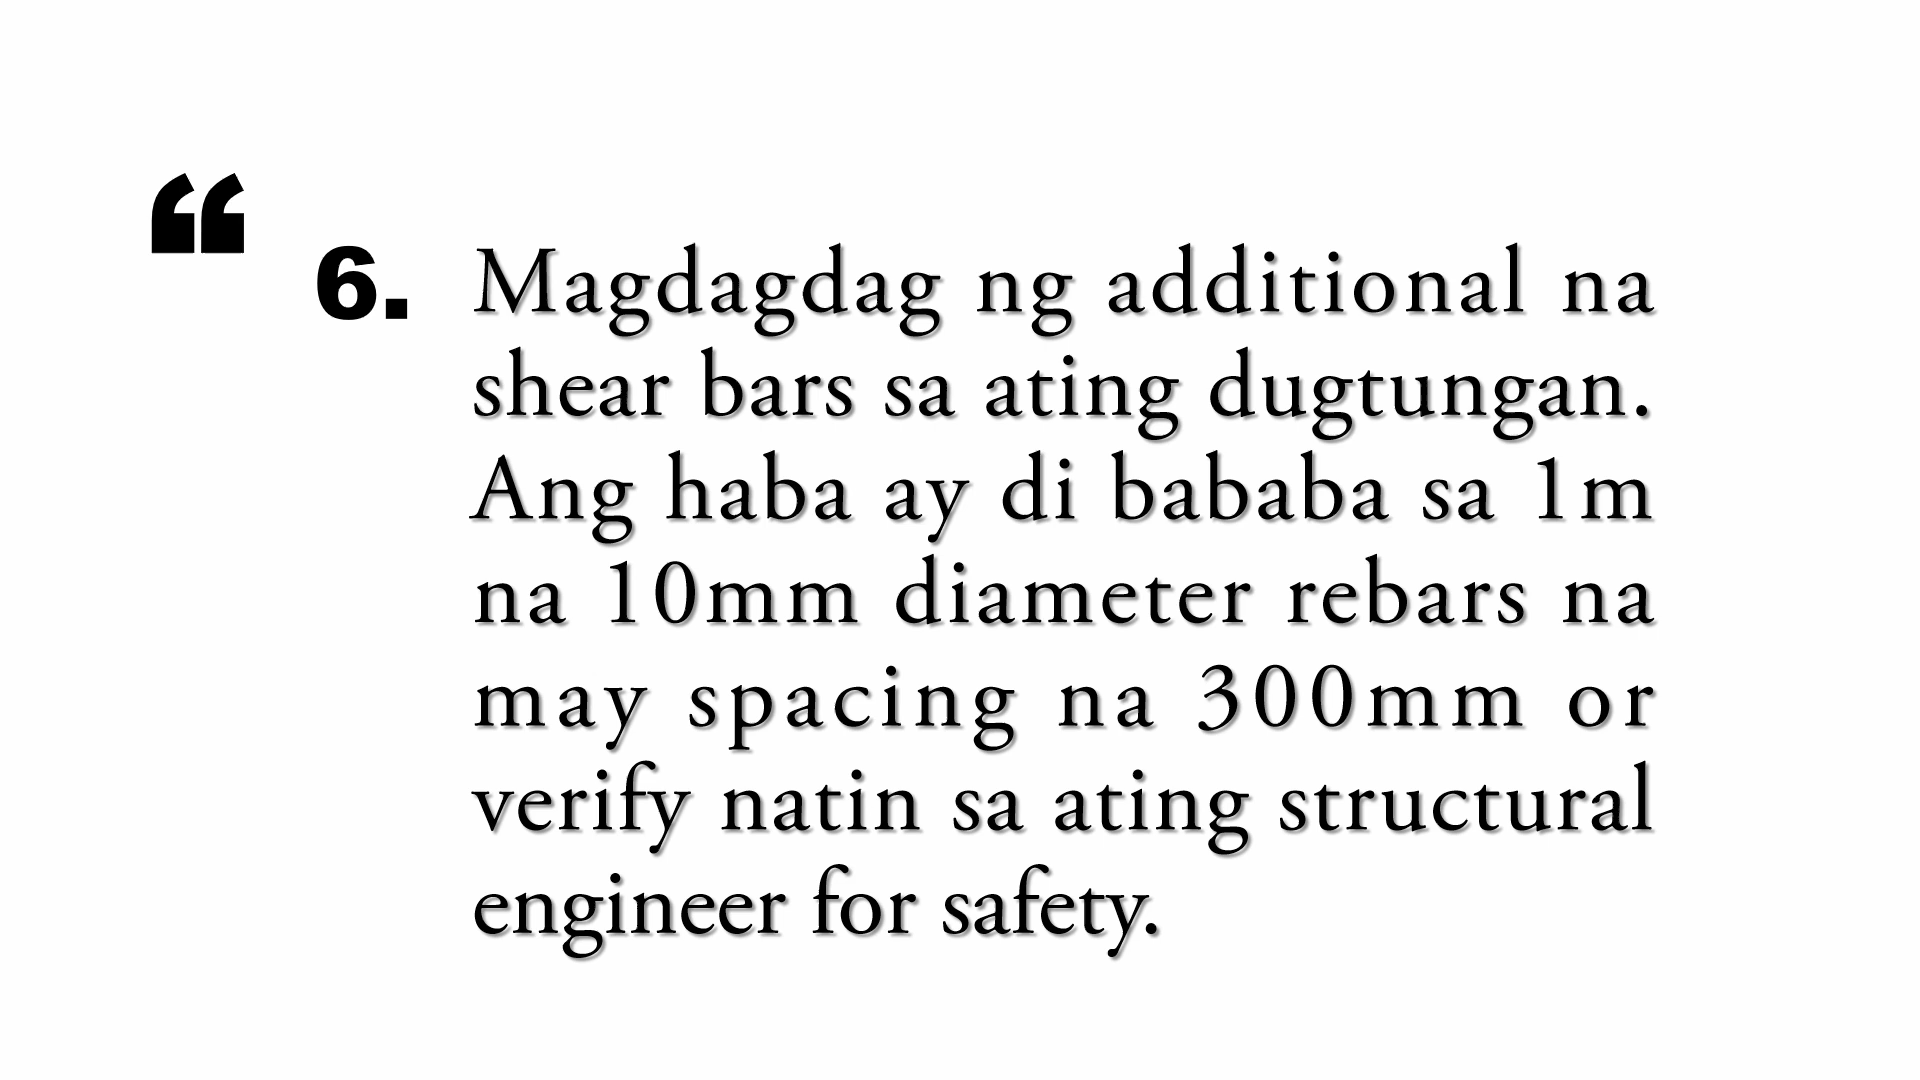 “
6. Magdagdag ng additional na
shear bars sa ating dugtungan.
Ang haba ay di bababa sa 1m
na 10mm diameter rebars na
may spacing na 300mm or
verify natin sa ating structural
engineer for safety.